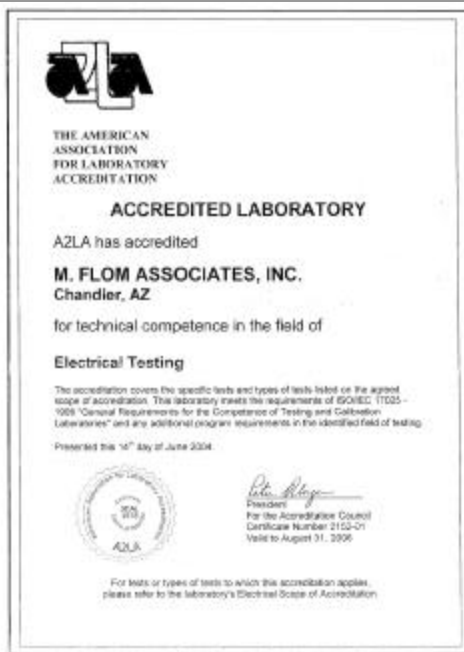 A2LA
THE AMERICAN
ASSOCIATION
FOR LABORATORY
ACCREDITATION
ACCREDITED LABORATORY
A2LA has accredited
M. FLOM ASSOCIATES, INC.
Chandler, AZ
for technical competence in the field of
Electrical Testing
The accreditation covers the specific tests and types of tests listed on the agreed
scope of accreditation. This laboratory meets the requirements of ISO/IEC 17025 -
1999 "General Requirements for the Competence of Testing and Calibration
Laboratories" and any additional program requirements in the identified field of testing.
Presented this 14th day of June 2004.
President
For the Accreditation Council
Certificate Number 2152-01
Valid to August 31, 2006
SEAL
A2LA
For tests or types of tests to which this accreditation applies,
please refer to the laboratory's Electrical Scope of Accreditation